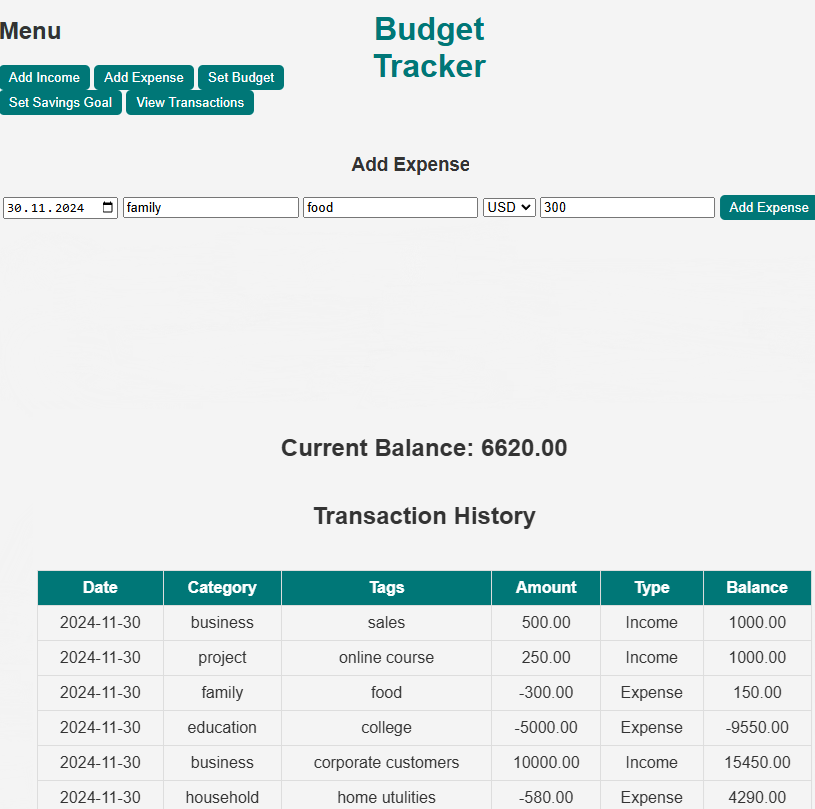 Menu
Budget
Tracker
Add Income Add Expense Set Budget
Set Savings Goal View Transactions
Add Expense
30.11.2024 family food USD 300 Add Expense
Current Balance: 6620.00
Transaction History
Date Category Tags Amount Type Balance
2024-11-30 business sales 500.00 Income 1000.00
2024-11-30 project online course 250.00 Income 1000.00
2024-11-30 family food -300.00 Expense 150.00
2024-11-30 education college -5000.00 Expense -9550.00
2024-11-30 business corporate customers 10000.00 Income 15450.00
2024-11-30 household home utulities -580.00 Expense 4290.00